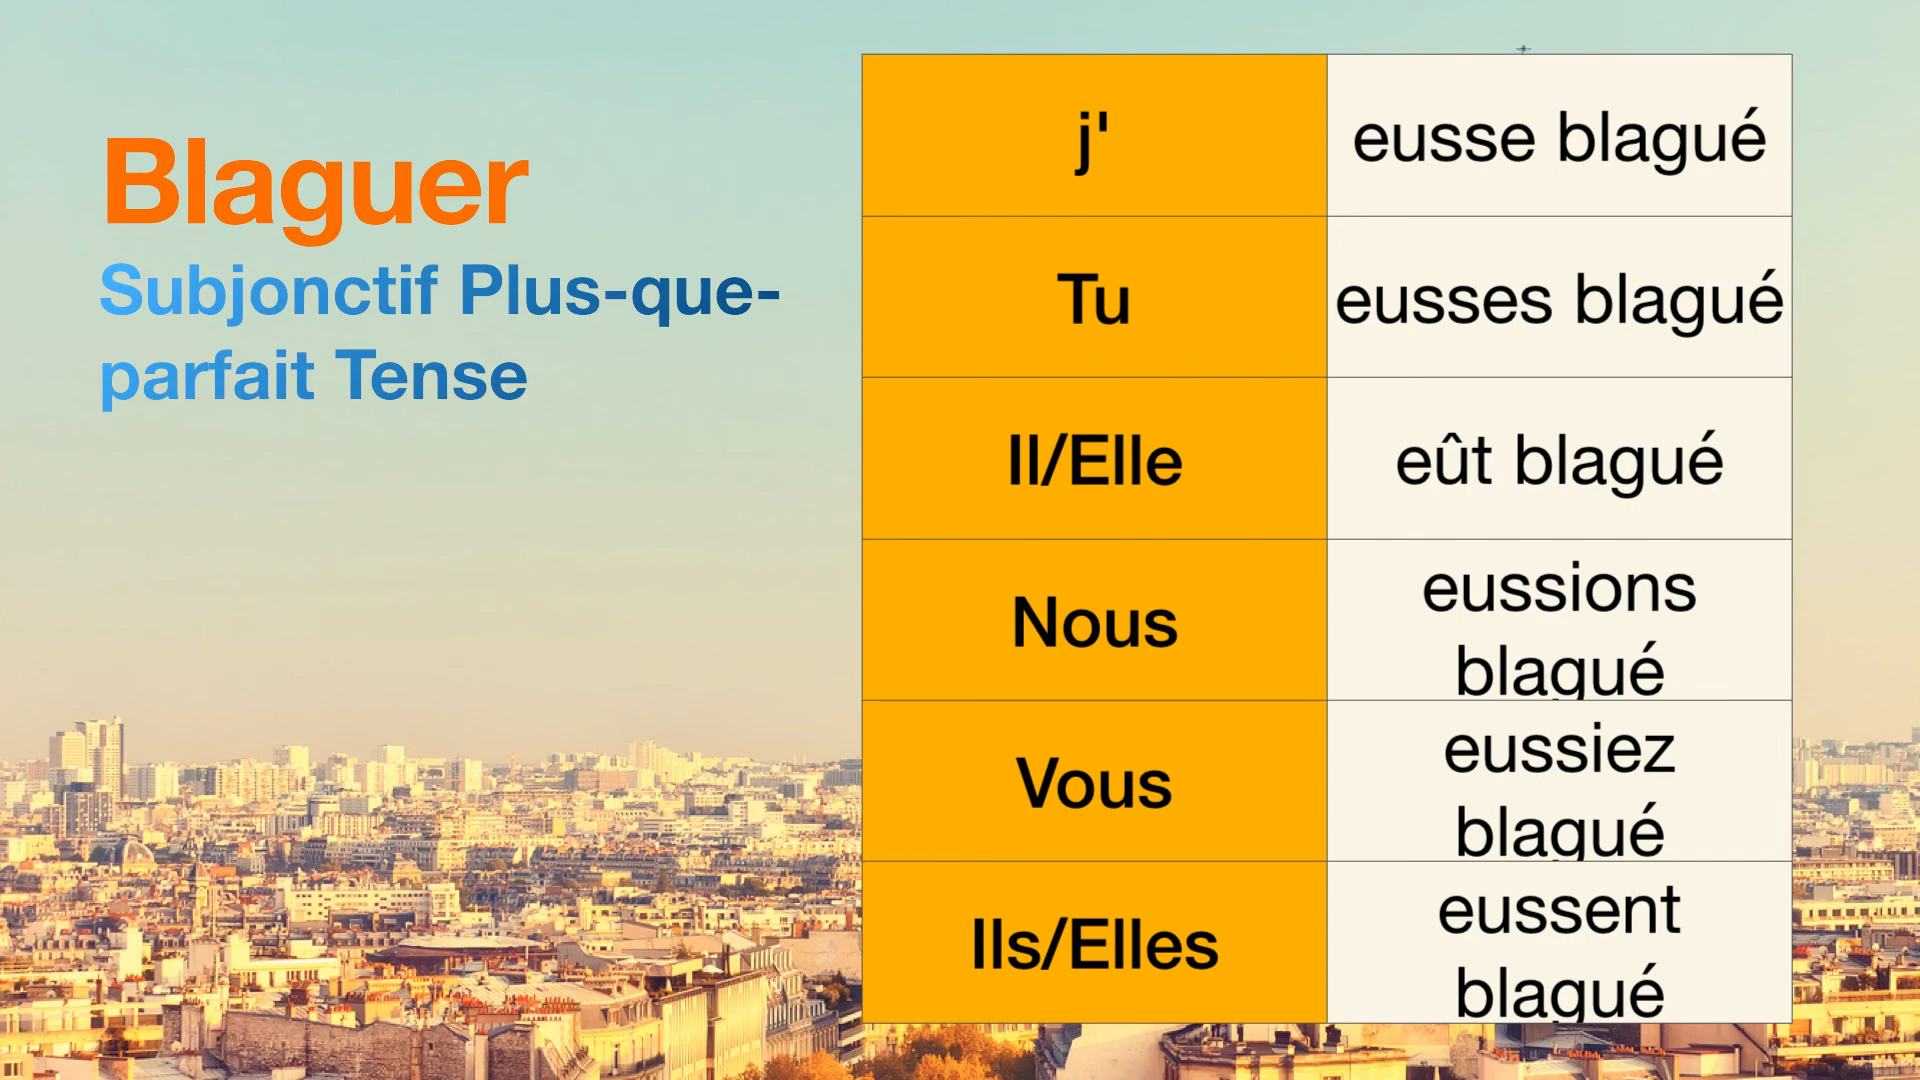 Blaguer
Subjonctif Plus-que-
parfait Tense
j' eusse blagué
Tu eusses blagué
Il/Elle eût blagué
Nous eussions
blagué
Vous eussiez
blagué
Ils/Elles eussent
blagué